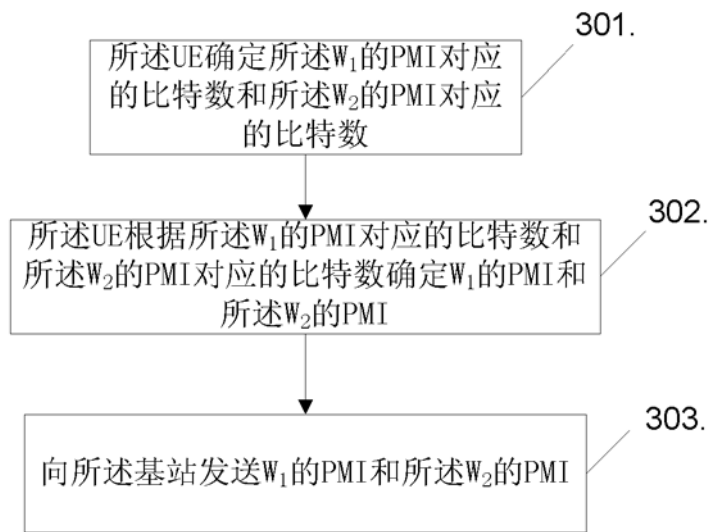 301.
所述UE确定所述W₁的PMI对应
的比特数和所述W₂的PMI对应
的比特数
302.
所述UE根据所述W₁的PMI对应的比特数和
所述W₂的PMI对应的比特数确定W₁的PMI和
所述W₂的PMI
303.
向所述基站发送W₁的PMI和所述W₂的PMI